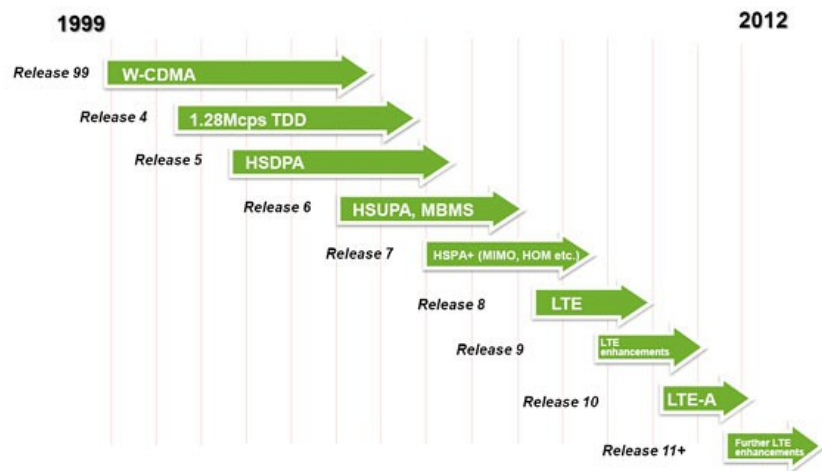 1999
2012
Release 99
W-CDMA
Release 4
1.28Mcps TDD
Release 5
HSDPA
Release 6
HSUPA, MBMS
Release 7
HSPA+ (MIMO, HOM etc.)
Release 8
LTE
Release 9
LTE
enhancements
Release 10
LTE-A
Release 11+
Further LTE
enhancements